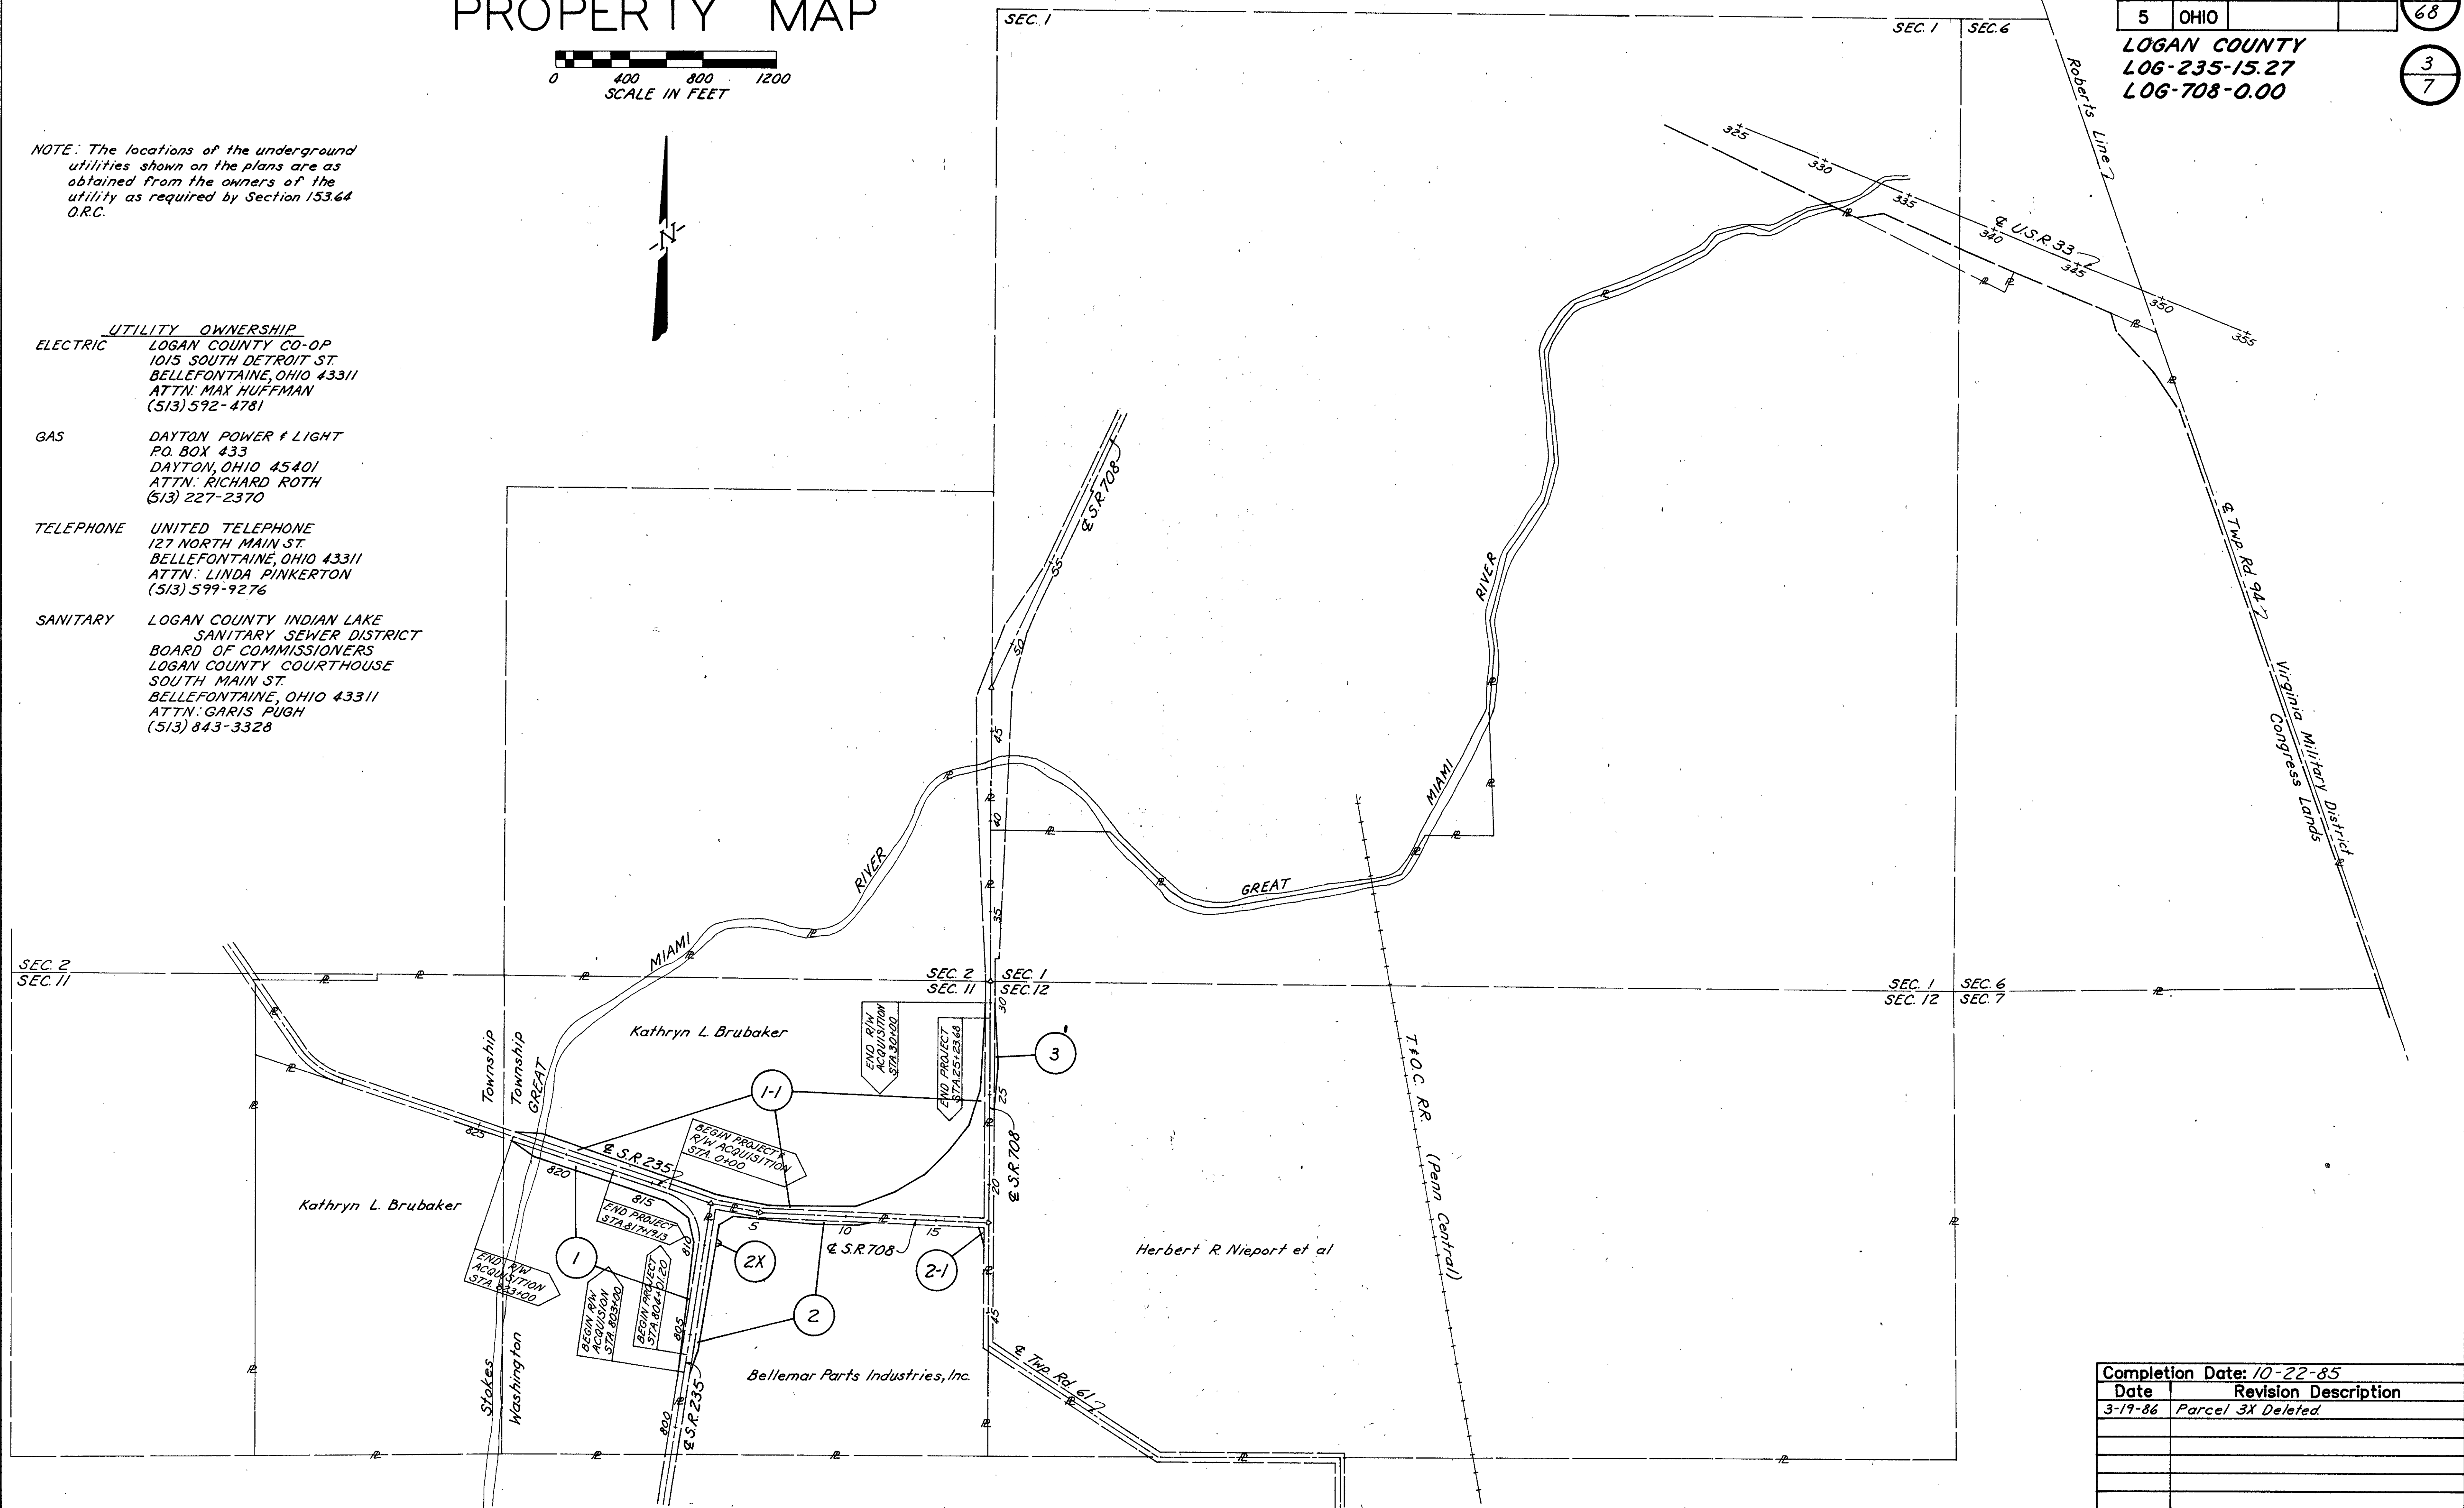 PROPERTY MAP
0 400 800 1200
SCALE IN FEET
5 OHIO
68
LOGAN COUNTY
LOG-235-15.27
LOG-708-0.00
3
7
NOTE: The locations of the underground
utilities shown on the plans are as
obtained from the owners of the
utility as required by Section 153.64
O.R.C.
N
UTILITY OWNERSHIP
ELECTRIC LOGAN COUNTY CO-OP
1015 SOUTH DETROIT ST.
BELLEFONTAINE, OHIO 43311
ATTN: MAX HUFFMAN
(513) 592-4781
GAS DAYTON POWER & LIGHT
P.O. BOX 433
DAYTON, OHIO 45401
ATTN: RICHARD ROTH
(513) 227-2370
TELEPHONE UNITED TELEPHONE
127 NORTH MAIN ST.
BELLEFONTAINE, OHIO 43311
ATTN: LINDA PINKERTON
(513) 599-9276
SANITARY LOGAN COUNTY INDIAN LAKE
SANITARY SEWER DISTRICT
BOARD OF COMMISSIONERS
LOGAN COUNTY COURTHOUSE
SOUTH MAIN ST.
BELLEFONTAINE, OHIO 43311
ATTN: GARIS PUGH
(513) 843-3328
SEC. 1
SEC. 1 SEC. 6
Roberts Line
325
330
335
340
345
350
355
℄ U.S.R. 33
℄ Twp. Rd. 94
Virginia Military District
Congress Lands
℄ S.R. 708
55
50
45
40
35
RIVER
MIAMI
GREAT
RIVER
MIAMI
GREAT
SEC. 2
SEC. 11
SEC. 2 SEC. 1
SEC. 11 SEC. 12
SEC. 1 SEC. 6
SEC. 12 SEC. 7
Township
Township
Kathryn L. Brubaker
END R/W
ACQUISITION
STA. 30+00
END PROJECT
STA. 25+23.68
30
3
25
1-1
BEGIN PROJECT &
R/W ACQUISITION
STA. 0+00
℄ S.R. 235
825
820
815
810
805
800
℄ S.R. 708
20
Kathryn L. Brubaker
END PROJECT
STA. 817+19.13
END R/W
ACQUISITION
STA. 823+00
1
BEGIN R/W
ACQUISION
STA. 803+00
BEGIN PROJECT
STA. 804+01.20
5
10
15
℄ S.R. 708
2X
2-1
2
Herbert R. Nieport et al
T. & O.C. RR. (Penn Central)
45
℄ Twp. Rd. 61
Bellemar Parts Industries, Inc.
℄ S.R. 235
Stokes
Washington
Completion Date: 10-22-85
Date Revision Description
3-19-86 Parcel 3X Deleted.